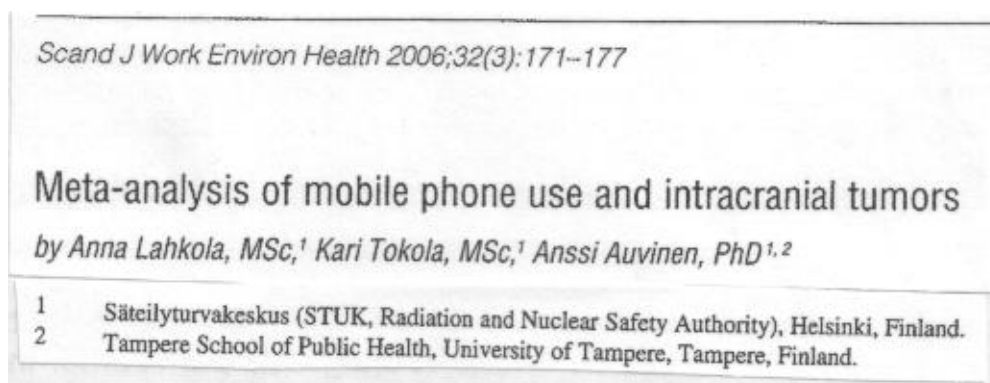 Scand J Work Environ Health 2006;32(3):171–177
Meta-analysis of mobile phone use and intracranial tumors
by Anna Lahkola, MSc,¹ Kari Tokola, MSc,¹ Anssi Auvinen, PhD¹,²
1 Säteilyturvakeskus (STUK, Radiation and Nuclear Safety Authority), Helsinki, Finland.
2 Tampere School of Public Health, University of Tampere, Tampere, Finland.